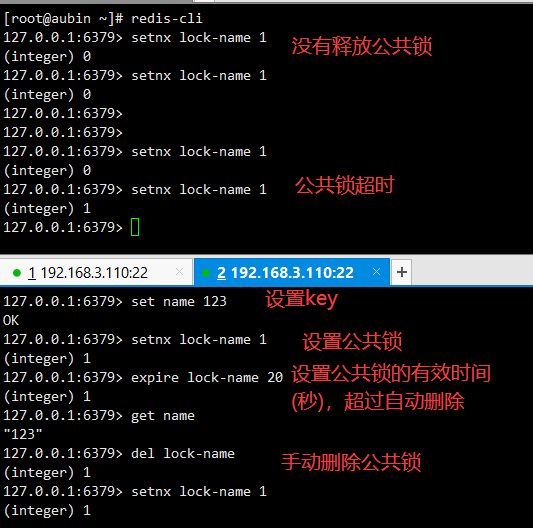 [root@aubin ~]# redis-cli
127.0.0.1:6379> setnx lock-name 1
没有释放公共锁
(integer) 0
127.0.0.1:6379> setnx lock-name 1
(integer) 0
127.0.0.1:6379>
127.0.0.1:6379>
127.0.0.1:6379> setnx lock-name 1
(integer) 0
127.0.0.1:6379> setnx lock-name 1
公共锁超时
(integer) 1
127.0.0.1:6379>
1 192.168.3.110:22 × 2 192.168.3.110:22 × +
127.0.0.1:6379> set name 123 设置key
OK
127.0.0.1:6379> setnx lock-name 1 设置公共锁
(integer) 1
127.0.0.1:6379> expire lock-name 20 设置公共锁的有效时间
(integer) 1 (秒)，超过自动删除
127.0.0.1:6379> get name
"123"
127.0.0.1:6379> del lock-name
手动删除公共锁
(integer) 1
127.0.0.1:6379> setnx lock-name 1
(integer) 1